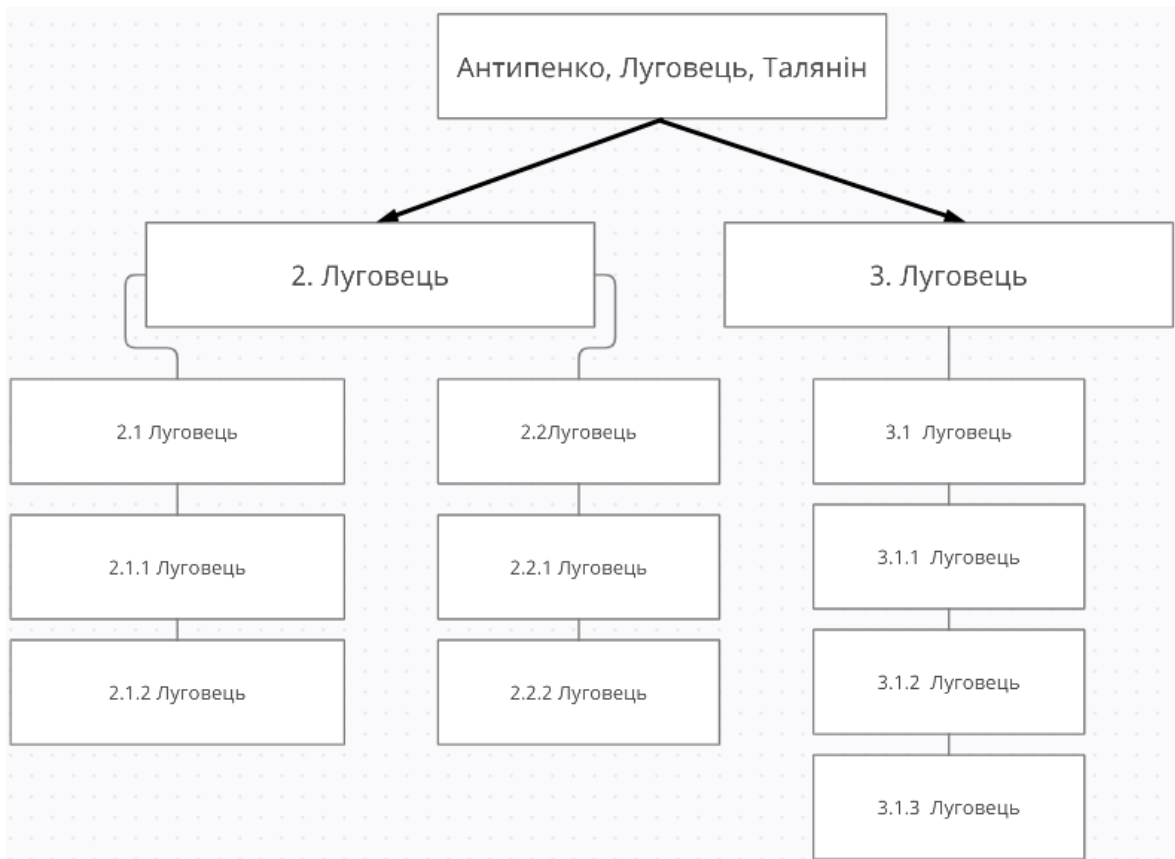 Антипенко, Луговець, Талянін
2. Луговець
3. Луговець
2.1 Луговець
2.2Луговець
3.1 Луговець
2.1.1 Луговець
2.2.1 Луговець
3.1.1 Луговець
2.1.2 Луговець
2.2.2 Луговець
3.1.2 Луговець
3.1.3 Луговець